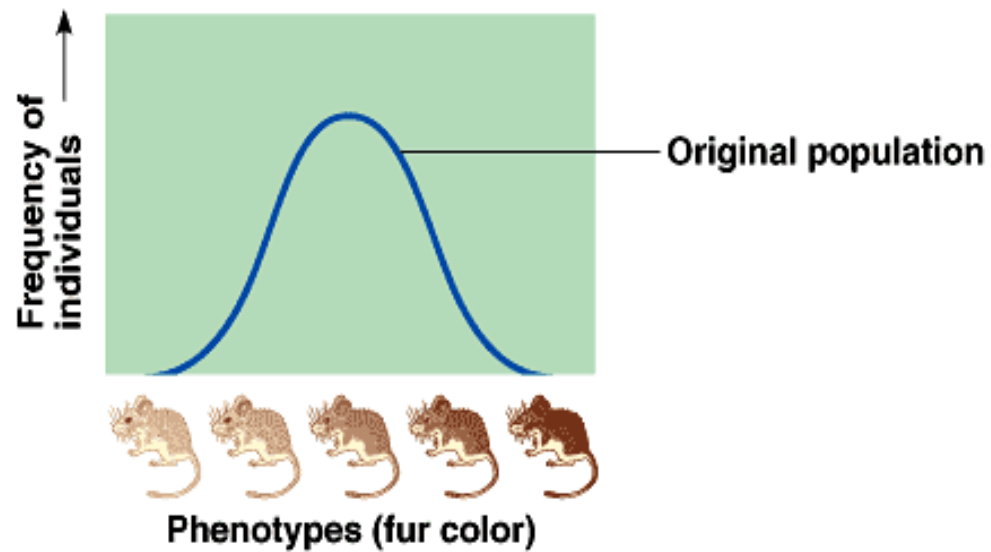 Frequency of
individuals
Original population
Phenotypes (fur color)